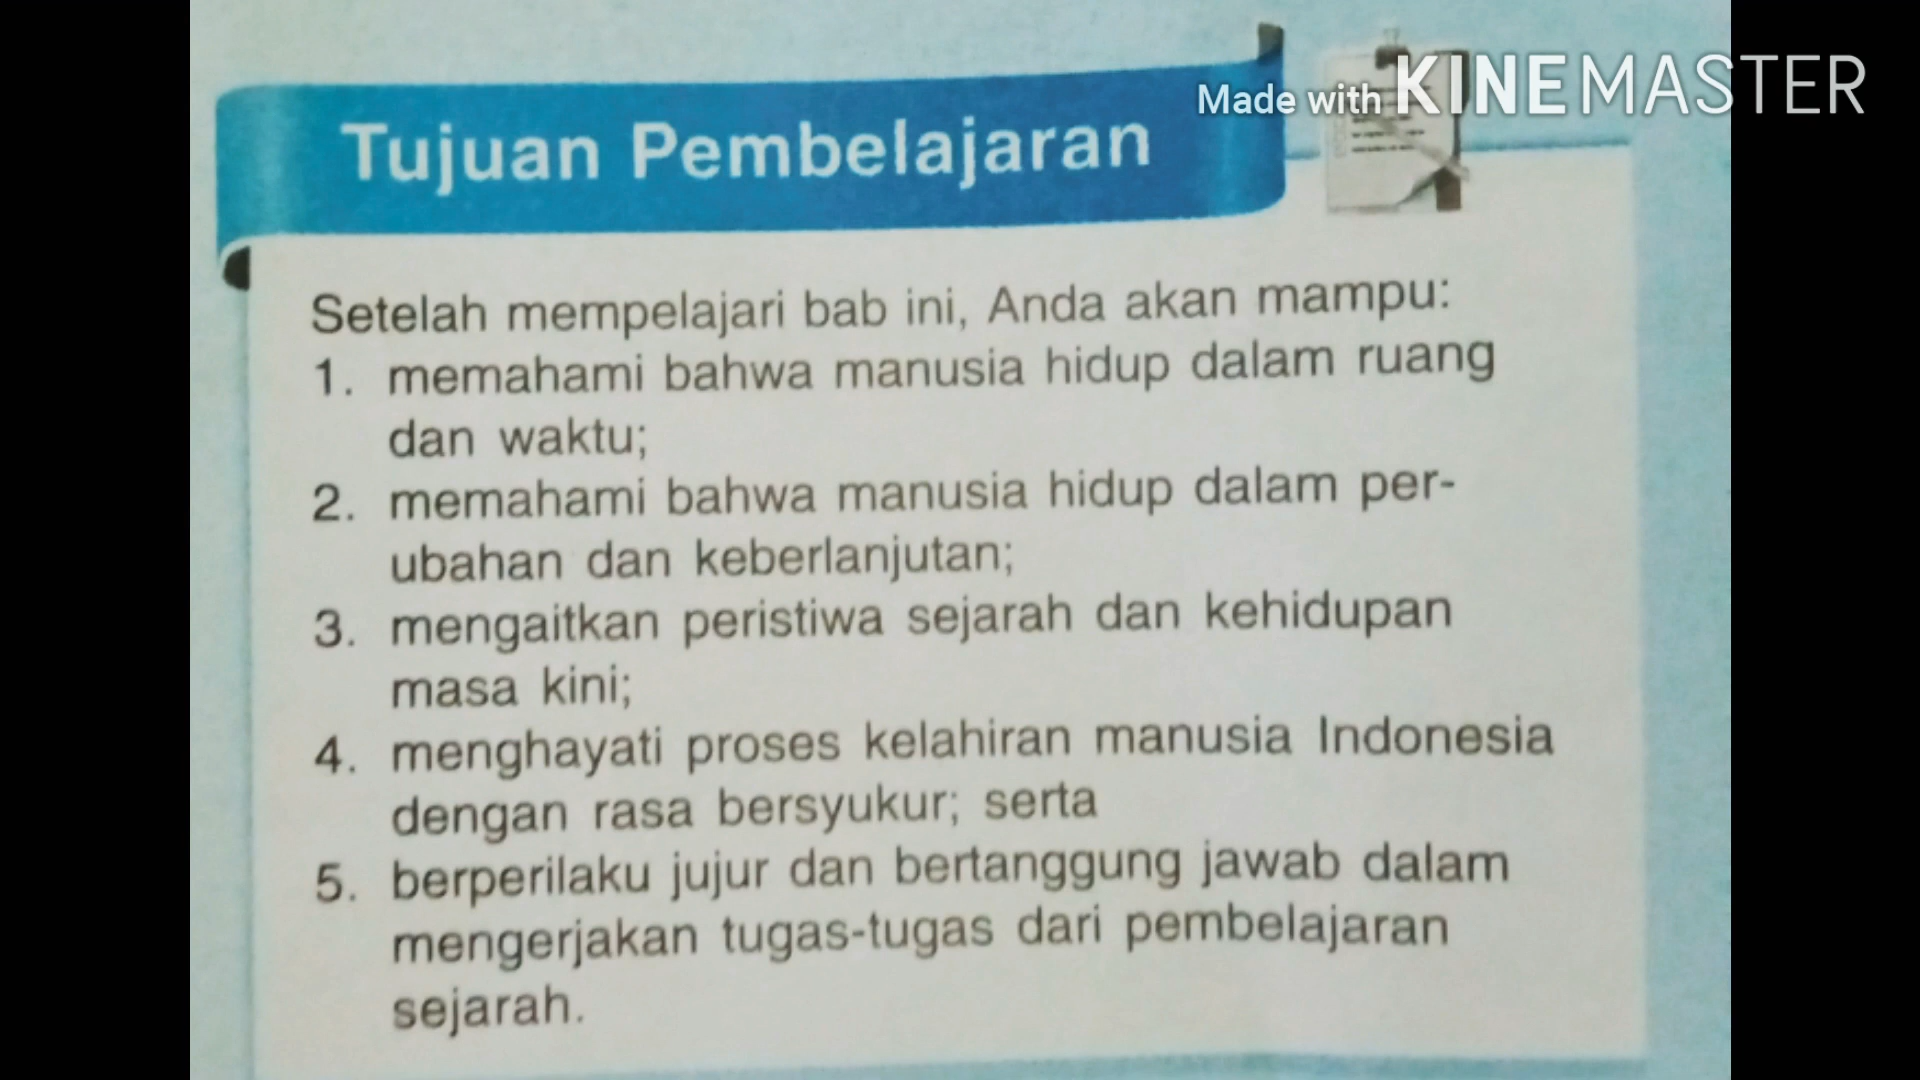 Made with KINEMASTER
Tujuan Pembelajaran
Setelah mempelajari bab ini, Anda akan mampu:
1. memahami bahwa manusia hidup dalam ruang
dan waktu;
2. memahami bahwa manusia hidup dalam per-
ubahan dan keberlanjutan;
3. mengaitkan peristiwa sejarah dan kehidupan
masa kini;
4. menghayati proses kelahiran manusia Indonesia
dengan rasa bersyukur; serta
5. berperilaku jujur dan bertanggung jawab dalam
mengerjakan tugas-tugas dari pembelajaran
sejarah.